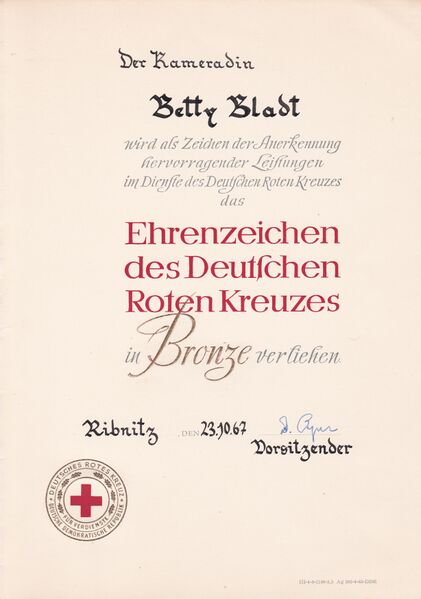 Der Kameradin
Betty Bladt
wird als Zeichen der Anerkennung
hervorragender Leiſtungen
im Dienſte des Deutſchen Roten Kreuzes
das
Ehrenzeichen
des Deutſchen
Roten Kreuzes
in Bronze verliehen
Ribnitz, DEN 23.10.67
Vorsitzender
DEUTSCHES ROTES KREUZ
FÜR VERDIENSTE
DEUTSCHE DEMOKRATISCHE REPUBLIK